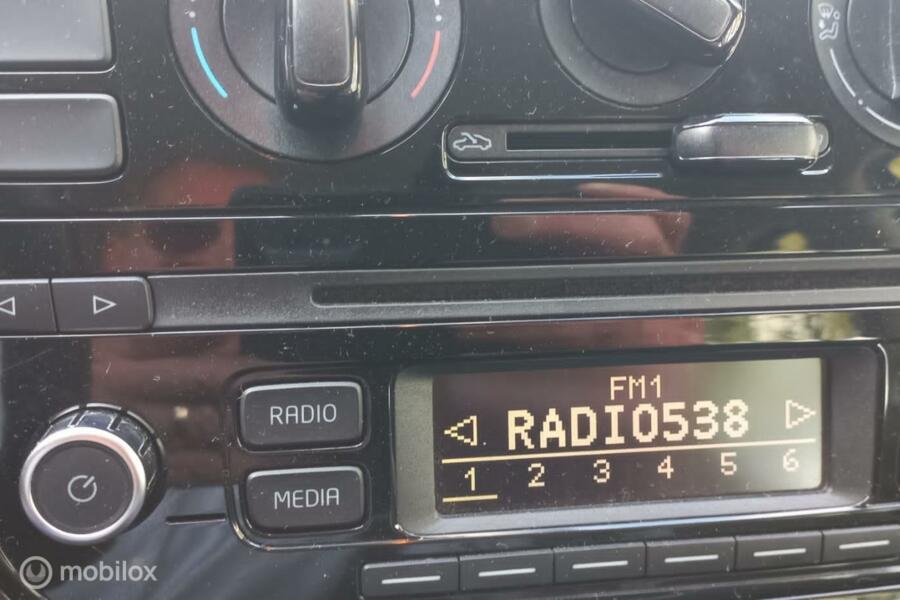 RADIO
MEDIA
FM1
RADIO538
1 2 3 4 5 6
mobilox